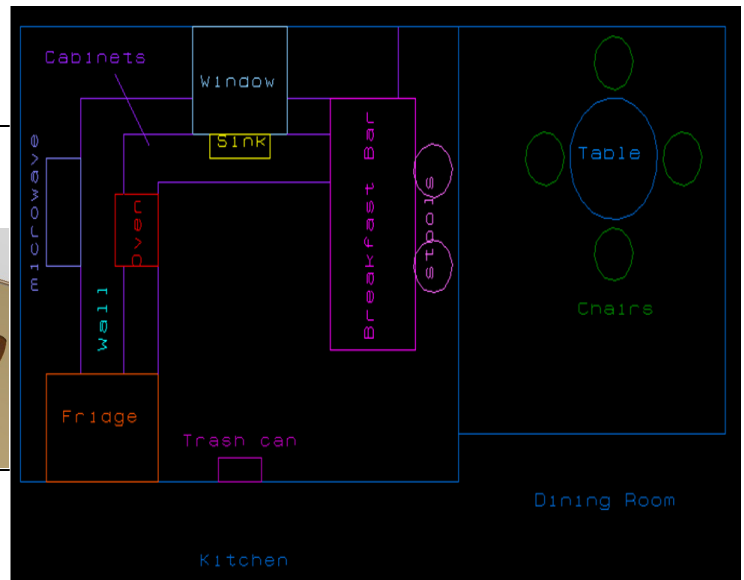 Cabinets
Window
Sink
microwave
Oven
Breakfast Bar
stools
Table
Wall
Chairs
Fridge
Trash can
Dining Room
Kitchen